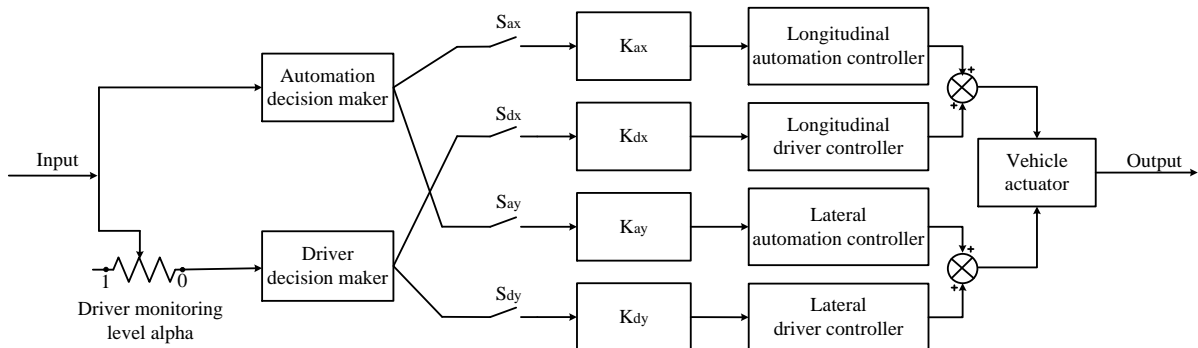 Input
1
0
Driver monitoring
level alpha
Automation
decision maker
Driver
decision maker
Sax
Sdx
Say
Sdy
Kax
Kdx
Kay
Kdy
Longitudinal
automation controller
Longitudinal
driver controller
Lateral
automation controller
Lateral
driver controller
+
+
+
+
Vehicle
actuator
Output